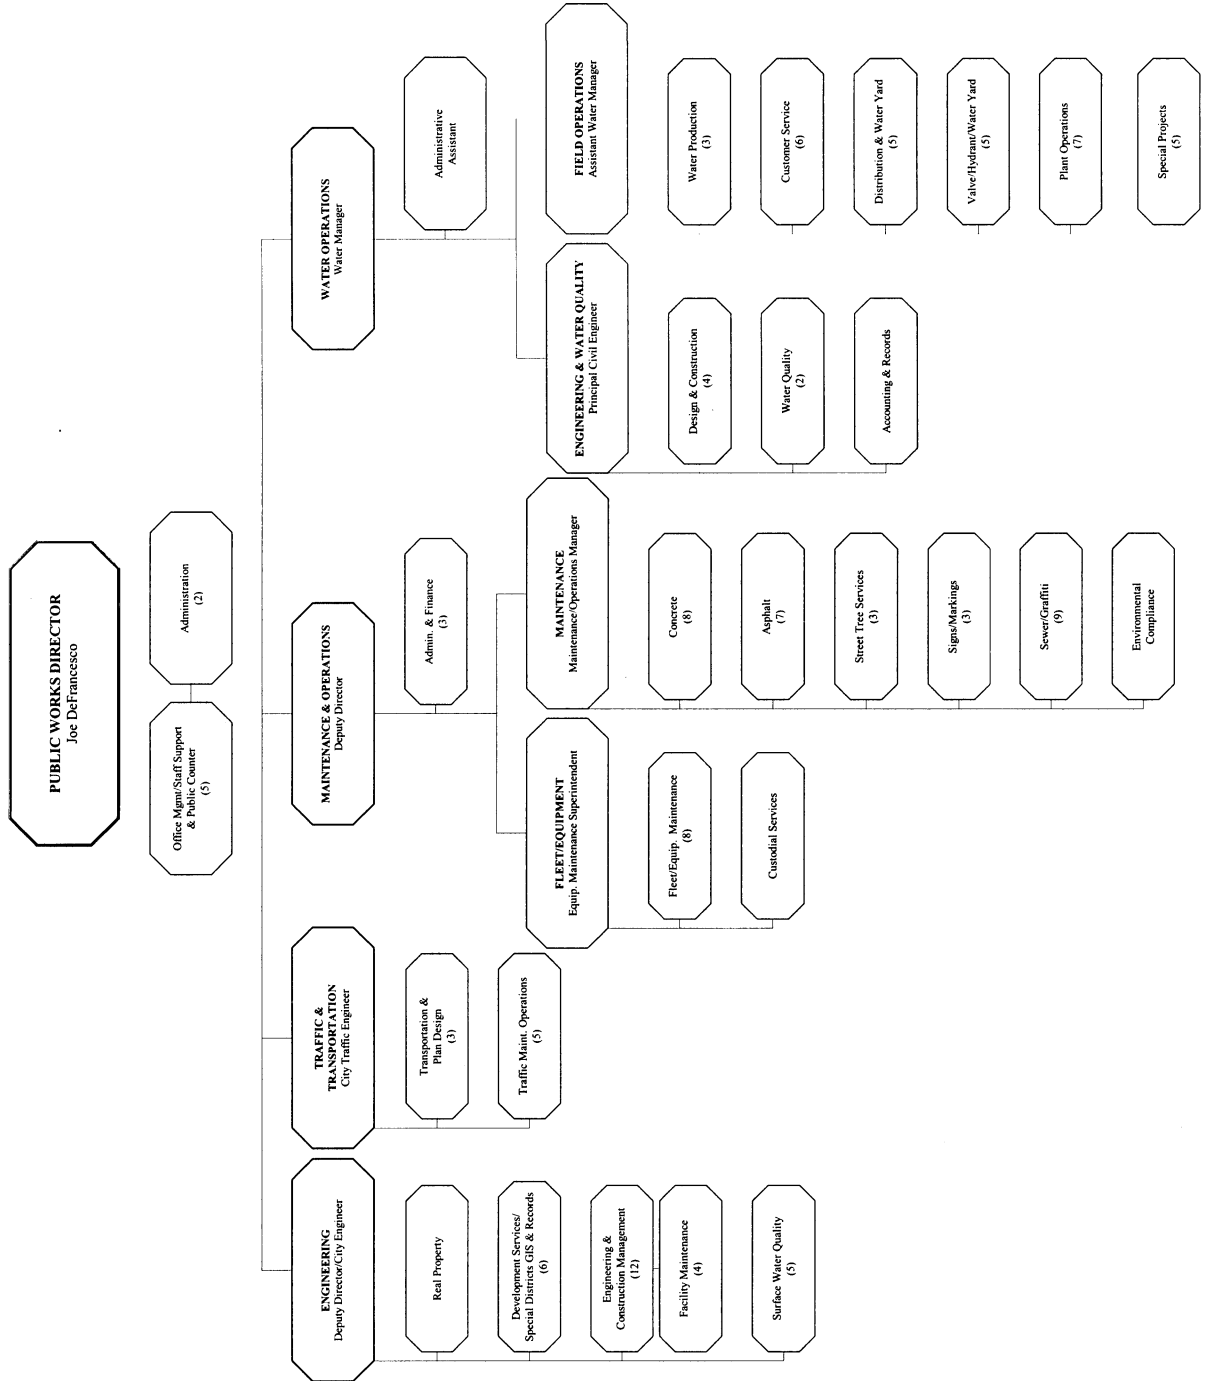 PUBLIC WORKS DIRECTOR
Joe DeFrancesco
Office Mgmt/Staff Support
& Public Counter
(5)
Administration
(2)
ENGINEERING
Deputy Director/City Engineer
Real Property
Development Services/
Special Districts GIS & Records
(6)
Engineering &
Construction Management
(12)
Facility Maintenance
(4)
Surface Water Quality
(5)
TRAFFIC &
TRANSPORTATION
City Traffic Engineer
Transportation &
Plan Design
(3)
Traffic Maint. Operations
(5)
MAINTENANCE & OPERATIONS
Deputy Director
Admin. & Finance
(3)
FLEET/EQUIPMENT
Equip. Maintenance Superintendent
Fleet/Equip. Maintenance
(8)
Custodial Services
MAINTENANCE
Maintenance/Operations Manager
Concrete
(8)
Asphalt
(7)
Street Tree Services
(3)
Signs/Markings
(3)
Sewer/Graffiti
(9)
Environmental
Compliance
WATER OPERATIONS
Water Manager
Administrative
Assistant
ENGINEERING & WATER QUALITY
Principal Civil Engineer
Design & Construction
(4)
Water Quality
(2)
Accounting & Records
FIELD OPERATIONS
Assistant Water Manager
Water Production
(3)
Customer Service
(6)
Distribution & Water Yard
(5)
Valve/Hydrant/Water Yard
(5)
Plant Operations
(7)
Special Projects
(5)